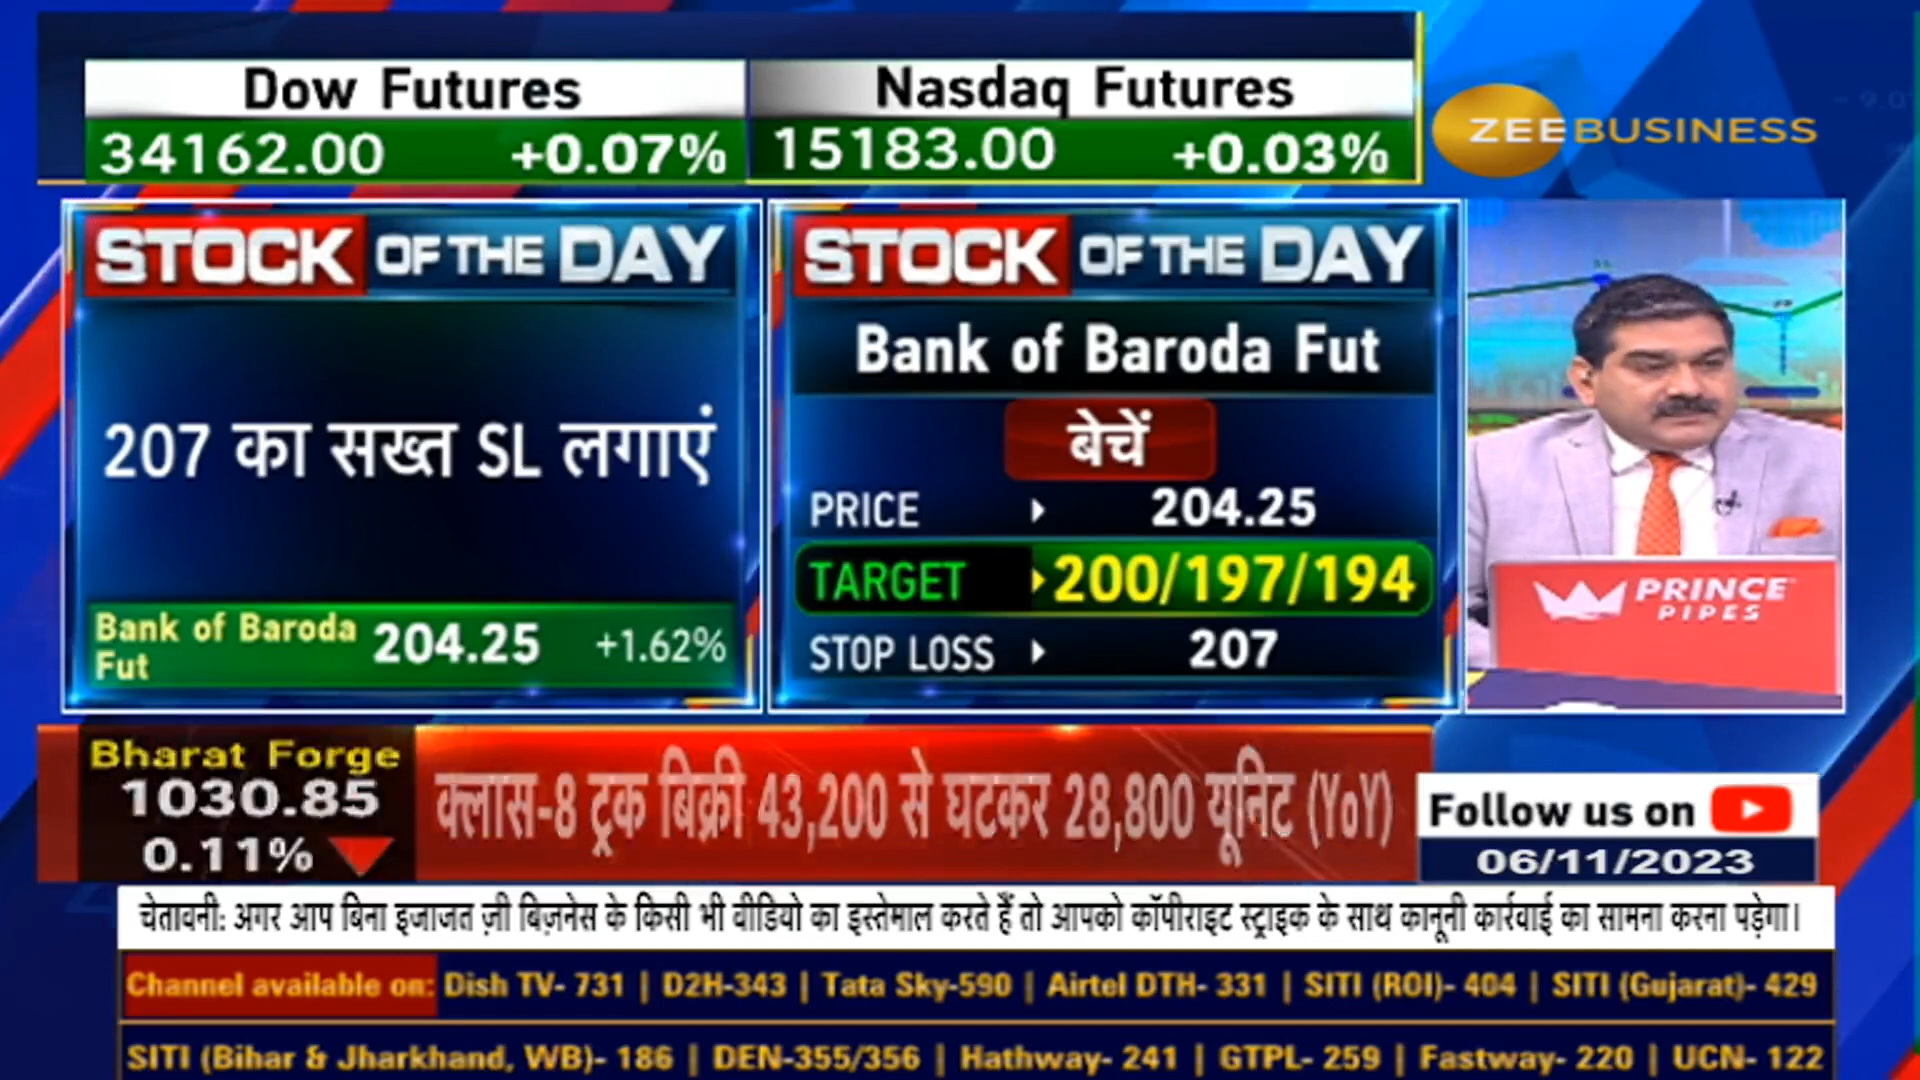 Dow Futures
34162.00 +0.07%
Nasdaq Futures
15183.00 +0.03%
ZEEBUSINESS
STOCK OF THE DAY
207 का सख्त SL लगाएं
Bank of Baroda Fut 204.25 +1.62%
STOCK OF THE DAY
Bank of Baroda Fut
बेचें
PRICE 204.25
TARGET 200/197/194
STOP LOSS 207
PRINCE
PIPES
Bharat Forge
1030.85
0.11%
क्लास-8 ट्रक बिक्री 43,200 से घटकर 28,800 यूनिट (YoY)
Follow us on
06/11/2023
चेतावनी: अगर आप बिना इजाजत ज़ी बिज़नेस के किसी भी वीडियो का इस्तेमाल करते हैं तो आपको कॉपीराइट स्ट्राइक के साथ कानूनी कार्रवाई का सामना करना पड़ेगा।
Channel available on: Dish TV- 731 | D2H-343 | Tata Sky-590 | Airtel DTH- 331 | SITI (ROI)- 404 | SITI (Gujarat)- 429
SITI (Bihar & Jharkhand, WB)- 186 | DEN-355/356 | Hathway- 241 | GTPL- 259 | Fastway- 220 | UCN- 122